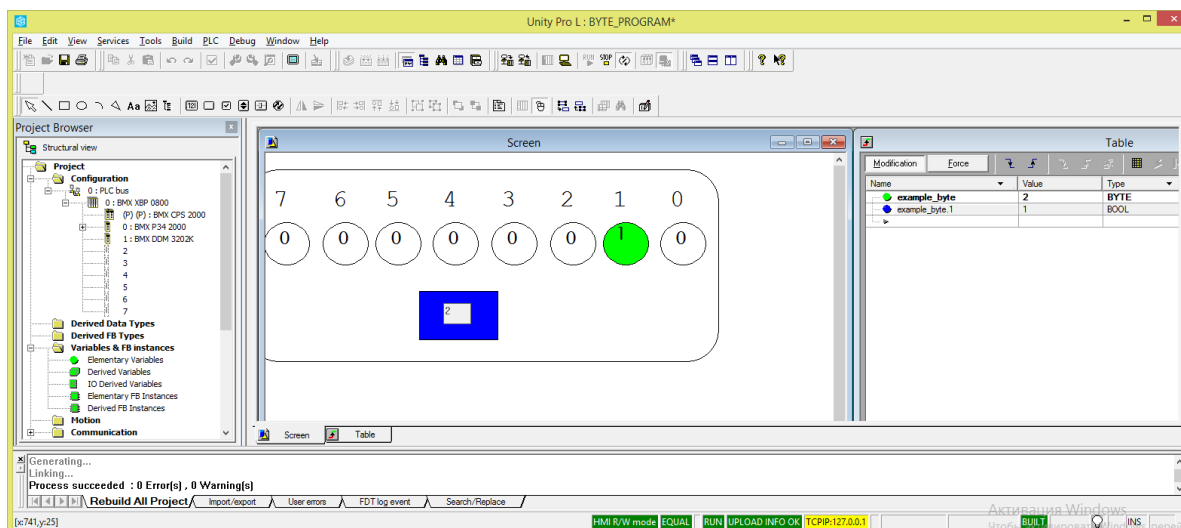 Unity Pro L : BYTE_PROGRAM*
File Edit View Services Tools Build PLC Debug Window Help
Project Browser
Structural view
Project
Configuration
0 : PLC bus
0 : BMX XBP 0800
(P) (P) : BMX CPS 2000
0 : BMX P34 2000
1 : BMX DDM 3202K
2
3
4
5
6
7
Derived Data Types
Derived FB Types
Variables & FB instances
Elementary Variables
Derived Variables
IO Derived Variables
Elementary FB Instances
Derived FB Instances
Motion
Communication
Screen
7 6 5 4 3 2 1 0
0 0 0 0 0 0 1 0
2
Screen Table
Table
Modification Force
Name Value Type
example_byte 2 BYTE
example_byte.1 1 BOOL
Generating...
Linking...
Process succeeded : 0 Error(s) , 0 Warning(s)
Rebuild All Project Import/export User errors FDT log event Search/Replace
Активация Windows
[x:741,y:25] HMI R/W mode EQUAL RUN UPLOAD INFO OK TCPIP:127.0.0.1 BUILT INS